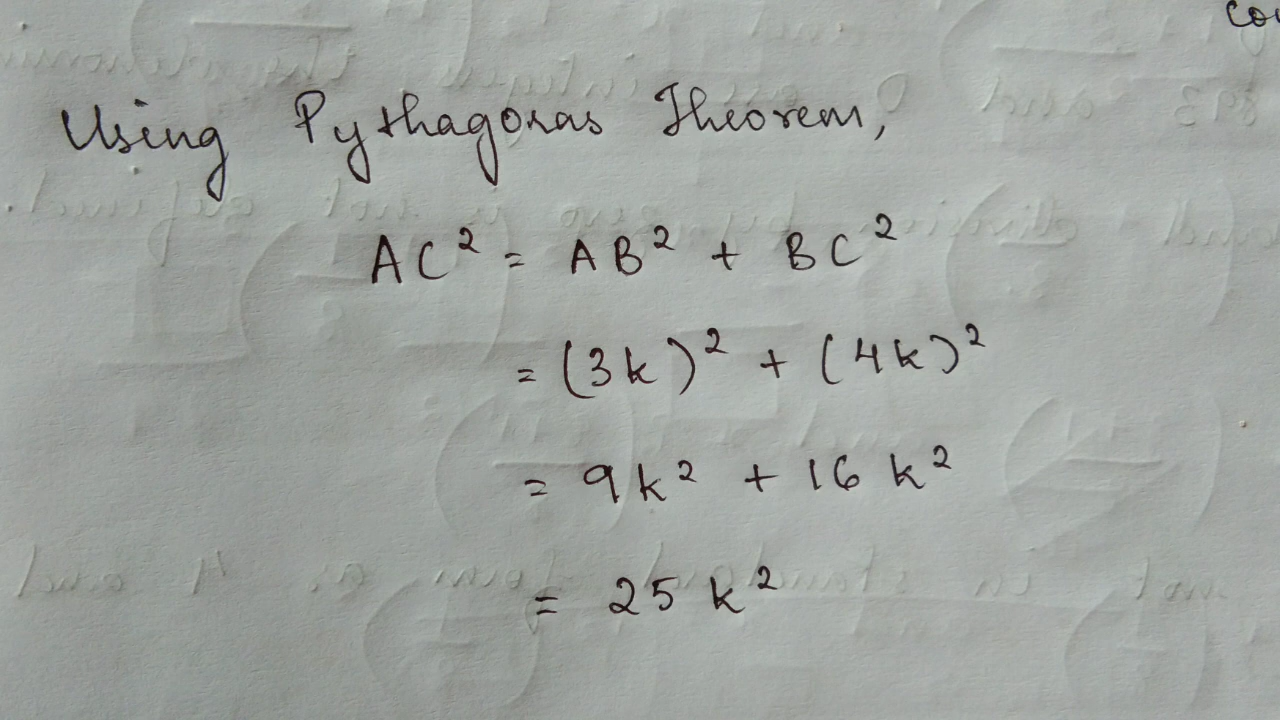 Using Pythagoras Theorem,
AC² = AB² + BC²
= (3k)² + (4k)²
= 9k² + 16k²
= 25k²